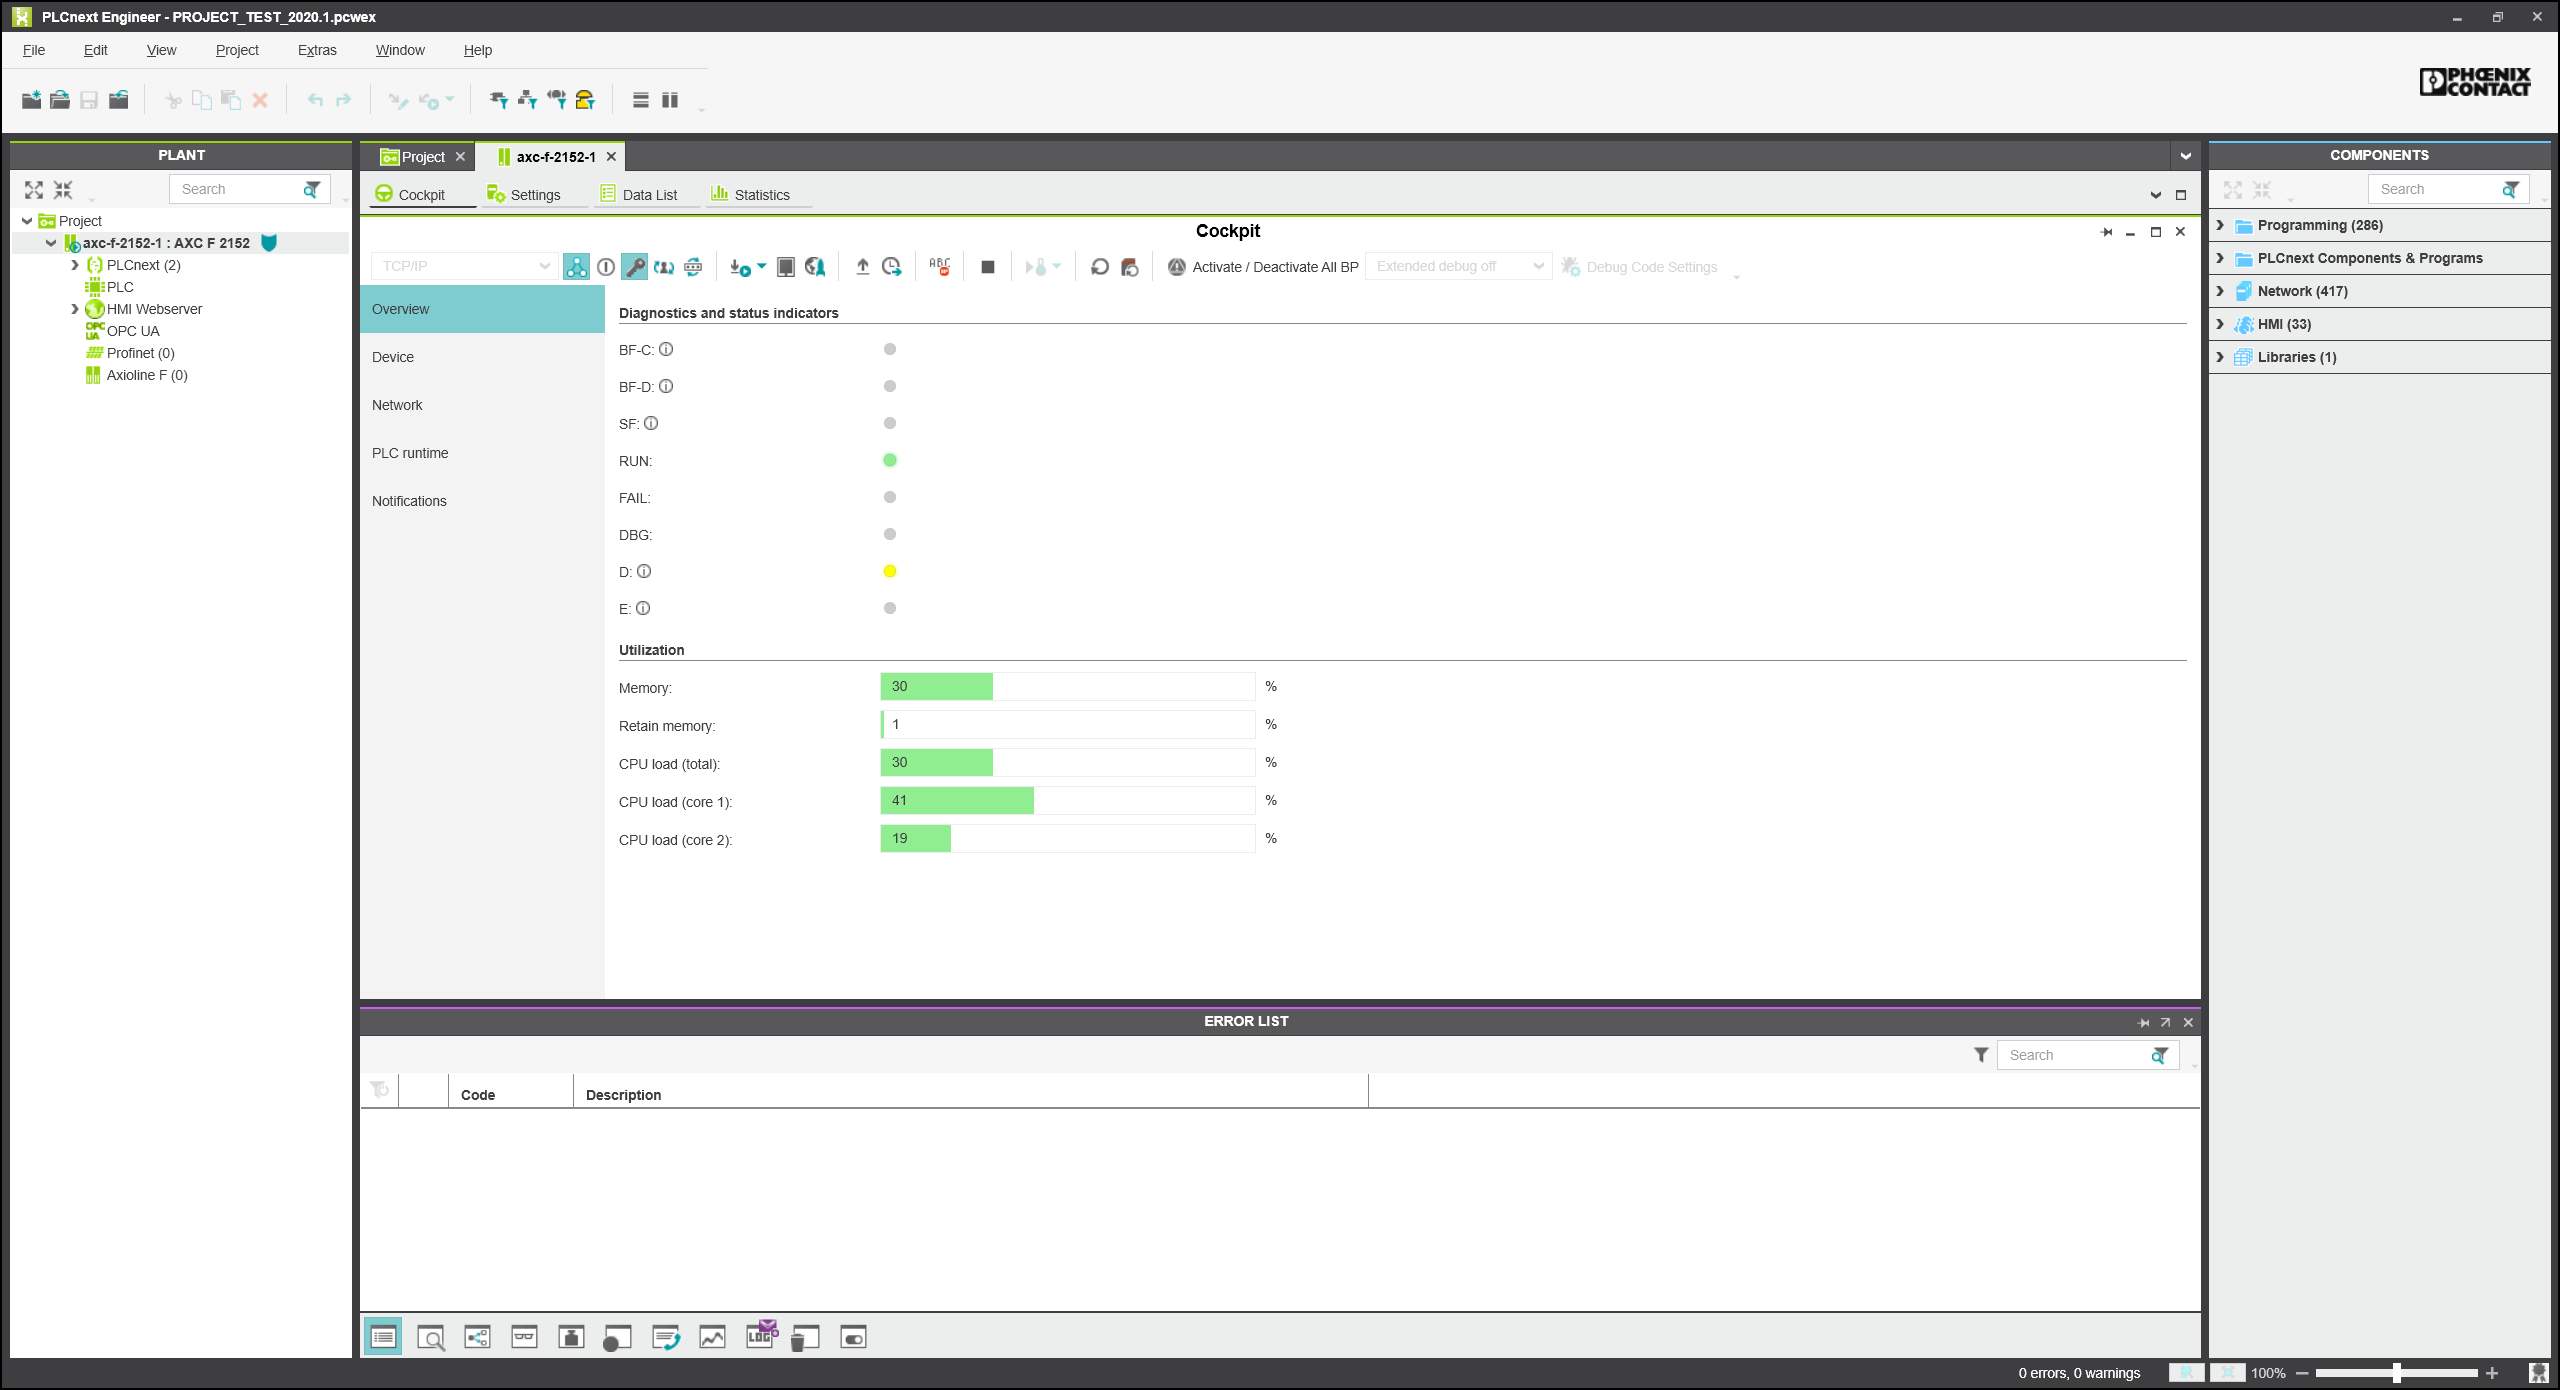 PLCnext Engineer - PROJECT_TEST_2020.1.pcwex
File Edit View Project Extras Window Help
PHŒNIX
CONTACT
PLANT
Search
Project
axc-f-2152-1 : AXC F 2152
PLCnext (2)
PLC
HMI Webserver
OPC UA OPC UA
Profinet (0)
Axioline F (0)
Project axc-f-2152-1
Cockpit Settings Data List Statistics
Cockpit
TCP/IP ABC Activate / Deactivate All BP Extended debug off Debug Code Settings
Overview
Device
Network
PLC runtime
Notifications
Diagnostics and status indicators
BF-C:
BF-D:
SF:
RUN:
FAIL:
DBG:
D:
E:
Utilization
Memory: 30 %
Retain memory: 1 %
CPU load (total): 30 %
CPU load (core 1): 41 %
CPU load (core 2): 19 %
ERROR LIST
Search
Code Description
LOG
COMPONENTS
Search
Programming (286)
PLCnext Components & Programs
Network (417)
HMI (33)
Libraries (1)
0 errors, 0 warnings 100%